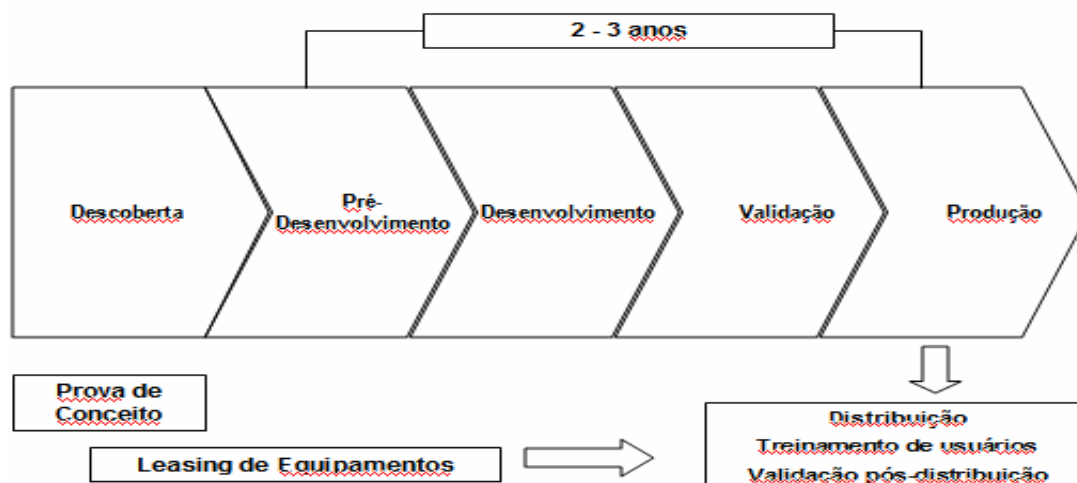 2 - 3 anos
Descoberta
Pré-
Desenvolvimento
Desenvolvimento
Validação
Produção
Prova de
Conceito
Leasing de Equipamentos
Distribuição
Treinamento de usuários
Validação pós-distribuição